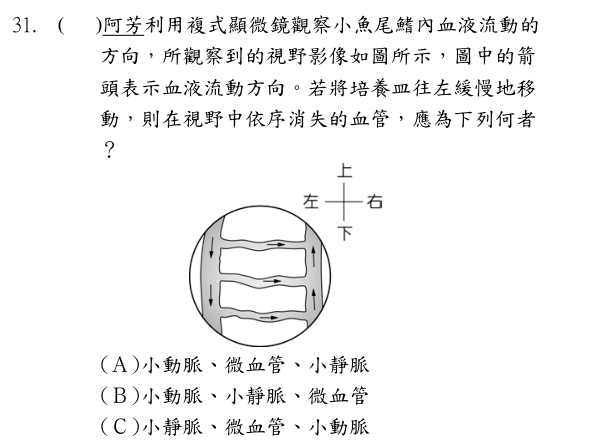 31. (　　)阿芳利用複式顯微鏡觀察小魚尾鰭內血液流動的
方向，所觀察到的視野影像如圖所示，圖中的箭
頭表示血液流動方向。若將培養皿往左緩慢地移
動，則在視野中依序消失的血管，應為下列何者
？
上
左 右
下
(Ａ)小動脈、微血管、小靜脈
(Ｂ)小動脈、小靜脈、微血管
(Ｃ)小靜脈、微血管、小動脈